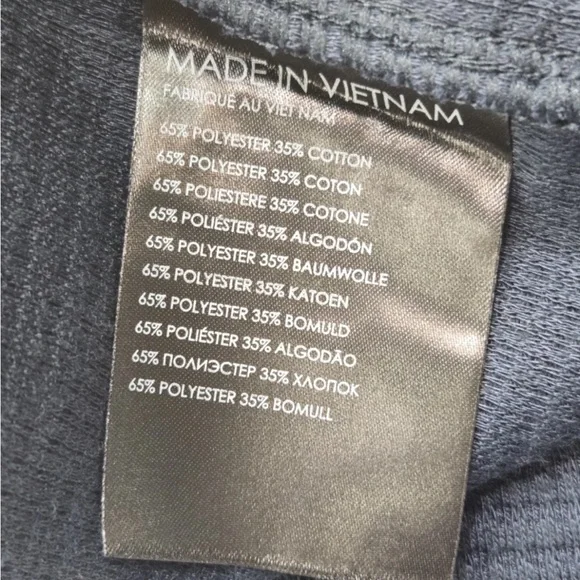 MADE IN VIETNAM
FABRIQUÉ AU VIET NAM
65% POLYESTER 35% COTTON
65% POLYESTER 35% COTON
65% POLIESTERE 35% COTONE
65% POLIÉSTER 35% ALGODÓN
65% POLYESTER 35% BAUMWOLLE
65% POLYESTER 35% KATOEN
65% POLYESTER 35% BOMULD
65% POLIÉSTER 35% ALGODÃO
65% ПОЛИЭСТЕР 35% ХЛОПОК
65% POLYESTER 35% BOMULL